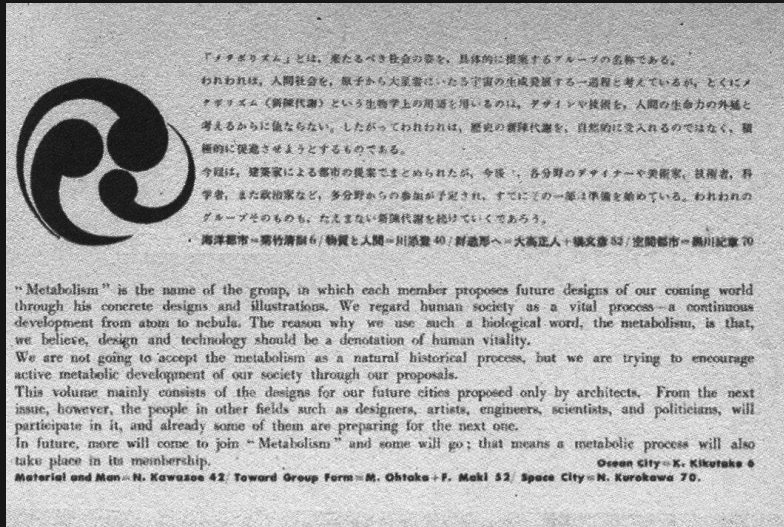 「メタボリズム」とは，来たるべき社会の姿を，具体的に提案するグループの名称である。
われわれは，人間社会を，原子から大星雲にいたる宇宙の生成発展する一過程と考えているが，とくにメ
タボリズム（新陳代謝）という生物学上の用語を用いるのは，デザインや技術を，人間の生命力の外延と
考えるからに他ならない。したがってわれわれは，歴史の新陳代謝を，自然的に受入れるのではなく，積
極的に促進させようとするものである。
今回は，建築家による都市の提案でまとめられたが，今後は，各分野のデザイナーや美術家，技術者，科
学者，また政治家など，多分野からの参加が予定され，すでにその一部は準備を始めている。われわれの
グループそのものも，たえまない新陳代謝を続けていくであろう。
海洋都市＝菊竹清訓 6 / 物質と人間＝川添登 40 / 群造形へ＝大高正人＋槇文彦 52 / 空間都市＝黒川紀章 70
"Metabolism" is the name of the group, in which each member proposes future designs of our coming world
through his concrete designs and illustrations. We regard human society as a vital process—a continuous
development from atom to nebula. The reason why we use such a biological word, the metabolism, is that,
we believe, design and technology should be a denotation of human vitality.
We are not going to accept the metabolism as a natural historical process, but we are trying to encourage
active metabolic development of our society through our proposals.
This volume mainly consists of the designs for our future cities proposed only by architects. From the next
issue, however, the people in other fields such as designers, artists, engineers, scientists, and politicians, will
participate in it, and already some of them are preparing for the next one.
In future, more will come to join "Metabolism" and some will go; that means a metabolic process will also
take place in its membership.
Ocean City=K. Kikutake 6
Material and Man=N. Kawazoe 42/ Toward Group Form=M. Ohtaka+F. Maki 52/ Space City=N. Kurokawa 70.